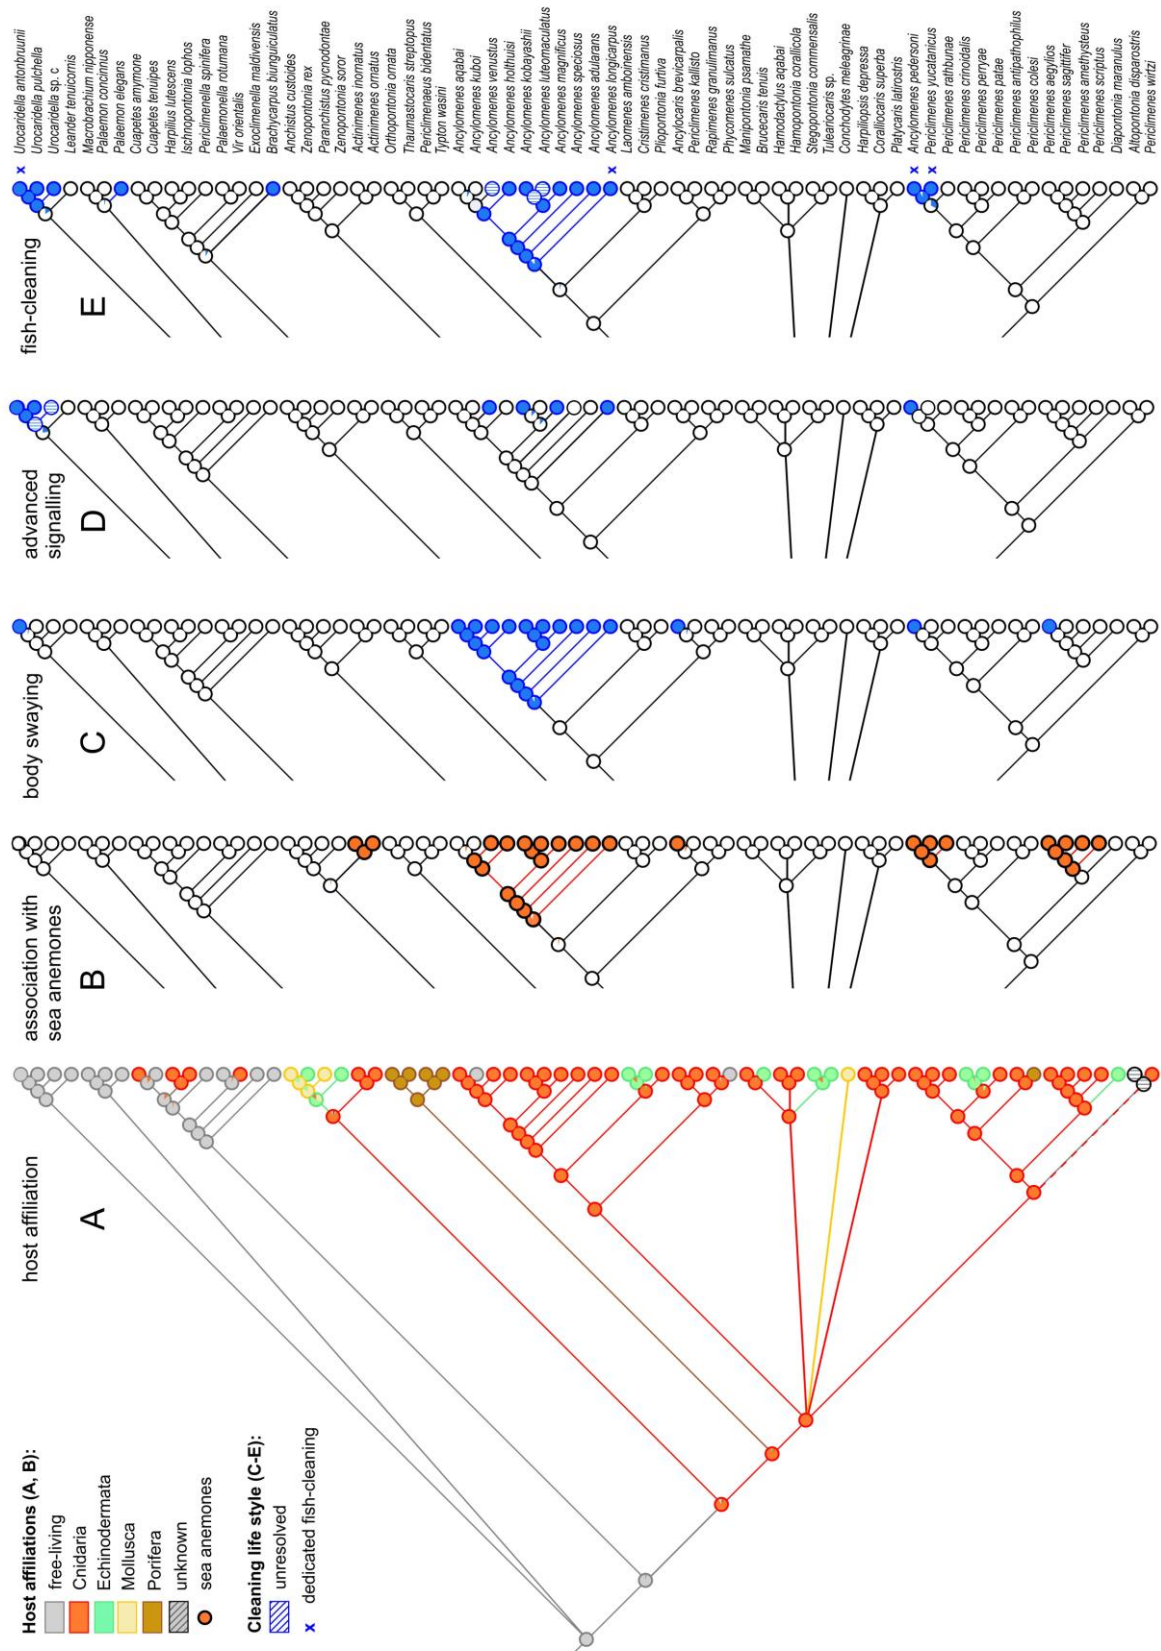 Urocaridella antonbruunii
Urocaridella pulchella
Urocaridella sp. c
Leander tenuicornis
Macrobrachium nipponense
Palaemon concinnus
Palaemon elegans
Cuapetes amymone
Cuapetes tenuipes
Harpilius lutescens
Ischnopontonia lophos
Periclimenella spinifera
Palaemonella rotumana
Vir orientalis
Exoclimenella maldivensis
Brachycarpus biunguiculatus
Anchistus custoides
Zenopontonia rex
Paranchistus pycnodontae
Zenopontonia soror
Actinimenes inornatus
Actinimenes ornatus
Orthopontonia ornata
Thaumastocaris streptopus
Periclimenaeus bidentatus
Typton wasini
Ancylomenes aqabai
Ancylomenes kuboi
Ancylomenes venustus
Ancylomenes holthuisi
Ancylomenes kobayashii
Ancylomenes luteomaculatus
Ancylomenes magnificus
Ancylomenes speciosus
Ancylomenes adularans
Ancylomenes longicarpus
Laomenes amboinensis
Cristimenes cristimanus
Pliopontonia furtiva
Ancylocaris brevicarpalis
Periclimenes kallisto
Rapimenes granulimanus
Phycomenes sulcatus
Manipontonia psamathe
Brucecaris tenuis
Hamodactylus aqabai
Hamopontonia corallicola
Stegopontonia commensalis
Tuleariocaris sp.
Conchodytes meleagrinae
Harpiliopsis depressa
Coralliocaris superba
Platycaris latirostris
Ancylomenes pedersoni
Periclimenes yucatanicus
Periclimenes rathbunae
Periclimenes crinoidalis
Periclimenes perryae
Periclimenes patae
Periclimenes antipathophilus
Periclimenes colesi
Periclimenes aegylios
Periclimenes sagittifer
Periclimenes amethysteus
Periclimenes scriptus
Diapontonia maranulus
Altopontonia disparostris
Periclimenes wirtzi
x
x
x
x
fish-cleaning
E
advanced
signalling
D
body swaying
C
association with
sea anemones
B
host affiliation
A
Host affiliations (A, B):
free-living
Cnidaria
Echinodermata
Mollusca
Porifera
unknown
sea anemones
Cleaning life style (C-E):
unresolved
x dedicated fish-cleaning